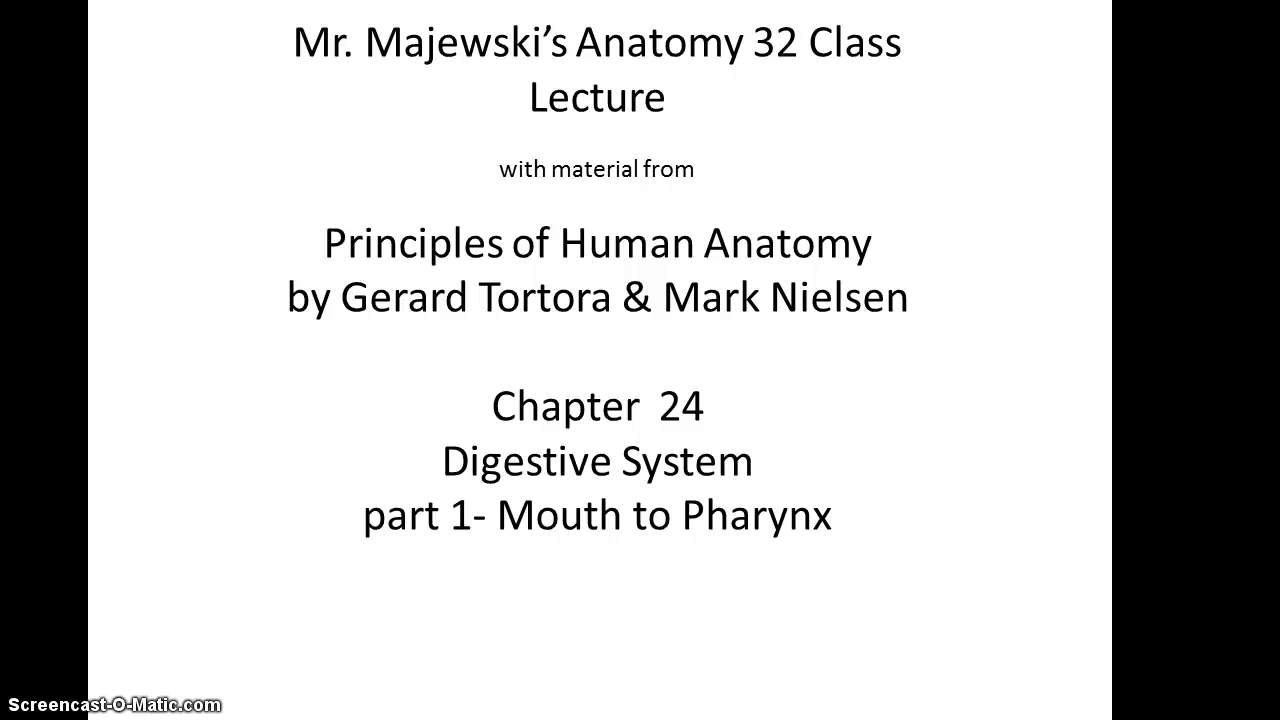 Mr. Majewski’s Anatomy 32 Class
Lecture
with material from
Principles of Human Anatomy
by Gerard Tortora & Mark Nielsen
Chapter  24
Digestive System
part 1- Mouth to Pharynx
Screencast-O-Matic.com